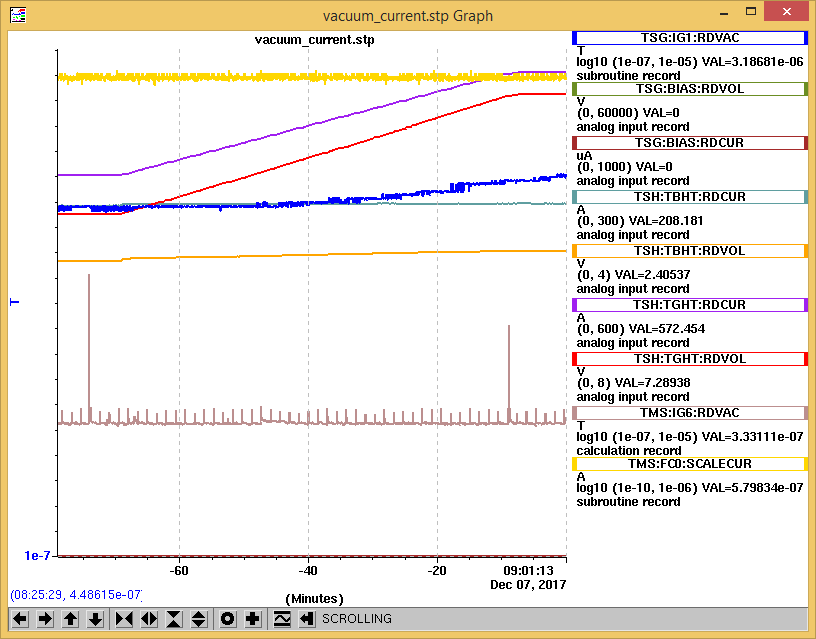 vacuum_current.stp Graph
vacuum_current.stp
T
1e-7
-60
-40
-20
09:01:13
Dec 07, 2017
(Minutes)
(08:25:29, 4.48615e-07)
SCROLLING
TSG:IG1:RDVAC
T
log10 (1e-07, 1e-05) VAL=3.18681e-06
subroutine record
TSG:BIAS:RDVOL
V
(0, 60000) VAL=0
analog input record
TSG:BIAS:RDCUR
uA
(0, 1000) VAL=0
analog input record
TSH:TBHT:RDCUR
A
(0, 300) VAL=208.181
analog input record
TSH:TBHT:RDVOL
V
(0, 4) VAL=2.40537
analog input record
TSH:TGHT:RDCUR
A
(0, 600) VAL=572.454
analog input record
TSH:TGHT:RDVOL
V
(0, 8) VAL=7.28938
analog input record
TMS:IG6:RDVAC
T
log10 (1e-07, 1e-05) VAL=3.33111e-07
calculation record
TMS:FC0:SCALECUR
A
log10 (1e-10, 1e-06) VAL=5.79834e-07
subroutine record